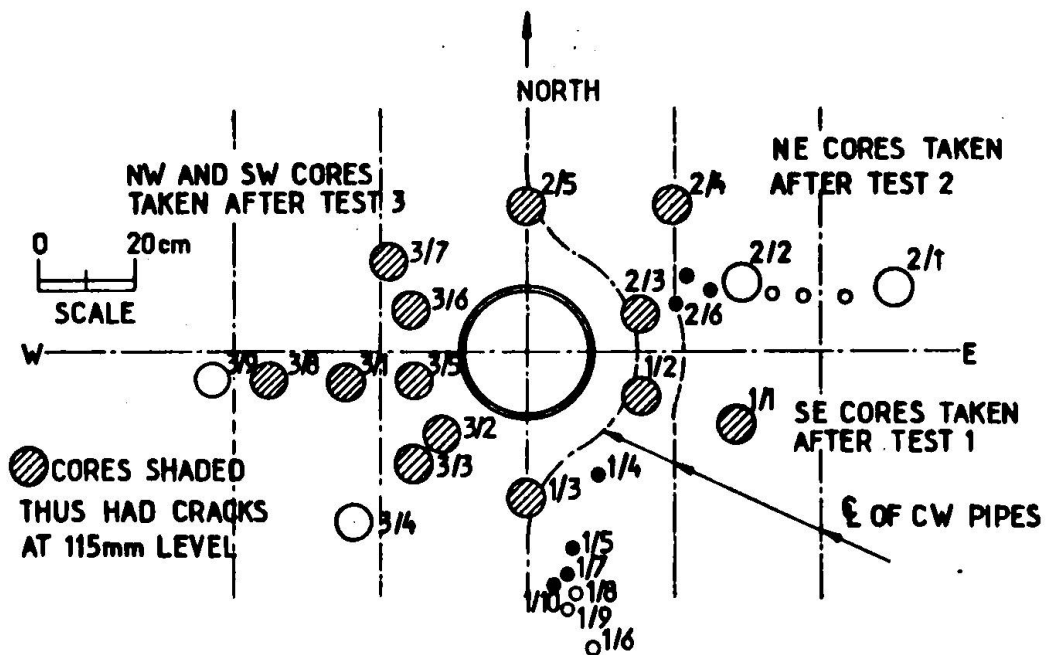 NORTH
NW AND SW CORES
TAKEN AFTER TEST 3
NE CORES TAKEN
AFTER TEST 2
0 20cm
SCALE
2/5
2/4
2/2
2/1
2/3
2/6
3/7
3/6
W
E
3/9
3/8
3/1
3/5
1/2
1/1
SE CORES TAKEN
AFTER TEST 1
3/2
3/3
1/4
1/3
CORES SHADED
THUS HAD CRACKS
AT 115mm LEVEL
3/4
℄ OF CW PIPES
1/5
1/7
1/8
1/10
1/9
1/6